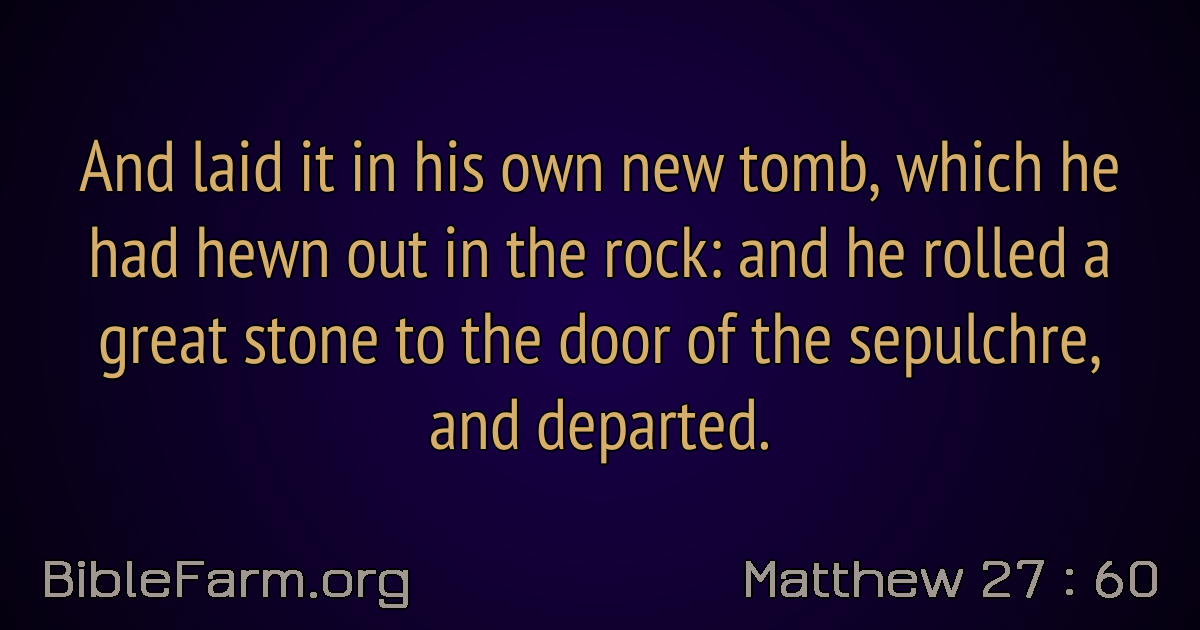 And laid it in his own new tomb, which he
had hewn out in the rock: and he rolled a
great stone to the door of the sepulchre,
and departed.
BibleFarm.org
Matthew 27 : 60